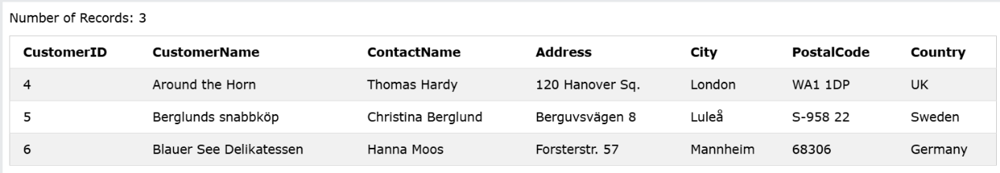 Number of Records: 3
CustomerID CustomerName ContactName Address City PostalCode Country
4 Around the Horn Thomas Hardy 120 Hanover Sq. London WA1 1DP UK
5 Berglunds snabbköp Christina Berglund Berguvsvägen 8 Luleå S-958 22 Sweden
6 Blauer See Delikatessen Hanna Moos Forsterstr. 57 Mannheim 68306 Germany